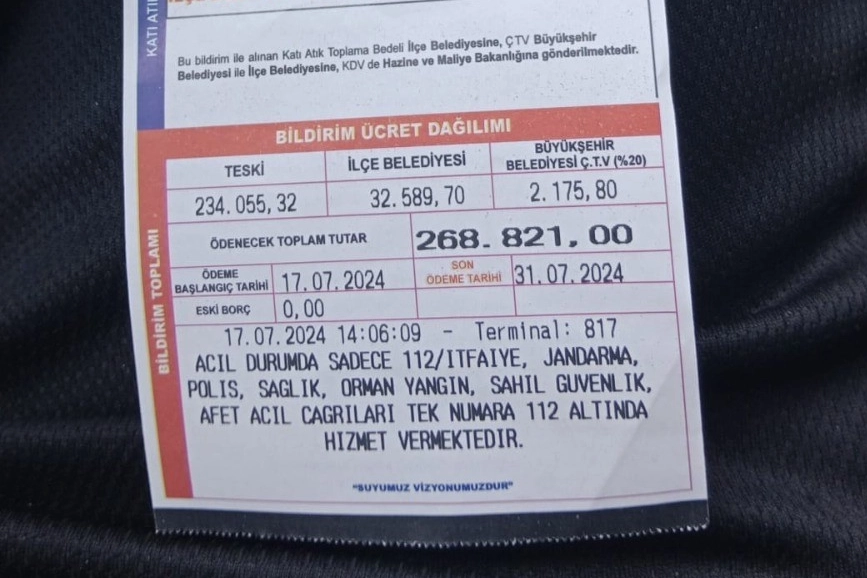 KATI ATI
Bu bildirim ile alınan Katı Atık Toplama Bedeli İlçe Belediyesine, ÇTV Büyükşehir
Belediyesi ile İlçe Belediyesine, KDV de Hazine ve Maliye Bakanlığına gönderilmektedir.
BİLDİRİM TOPLAMI
BİLDİRİM ÜCRET DAĞILIMI
TESKİ
İLÇE BELEDİYESİ
BÜYÜKŞEHİR
BELEDİYESİ Ç.T.V (%20)
234.055,32
32.589,70
2.175,80
ÖDENECEK TOPLAM TUTAR
268.821,00
ÖDEME
BAŞLANGIÇ TARİHİ
17.07.2024
SON
ÖDEME TARİHİ
31.07.2024
ESKİ BORÇ
0,00
17.07.2024 14:06:09 - Terminal: 817
ACIL DURUMDA SADECE 112/ITFAIYE, JANDARMA,
POLIS, SAGLIK, ORMAN YANGIN, SAHIL GUVENLIK,
AFET ACIL CAGRILARI TEK NUMARA 112 ALTINDA
HIZMET VERMEKTEDIR.
"SUYUMUZ VİZYONUMUZDUR"